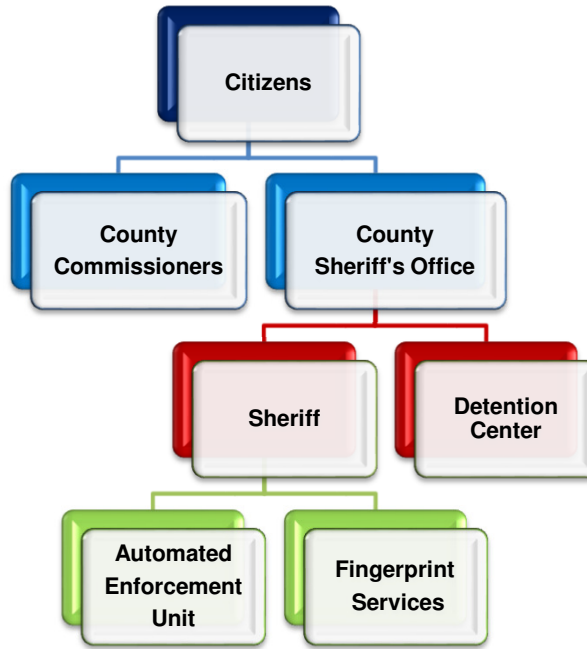 Citizens
County
Commissioners
County
Sheriff's Office
Sheriff
Detention
Center
Automated
Enforcement
Unit
Fingerprint
Services